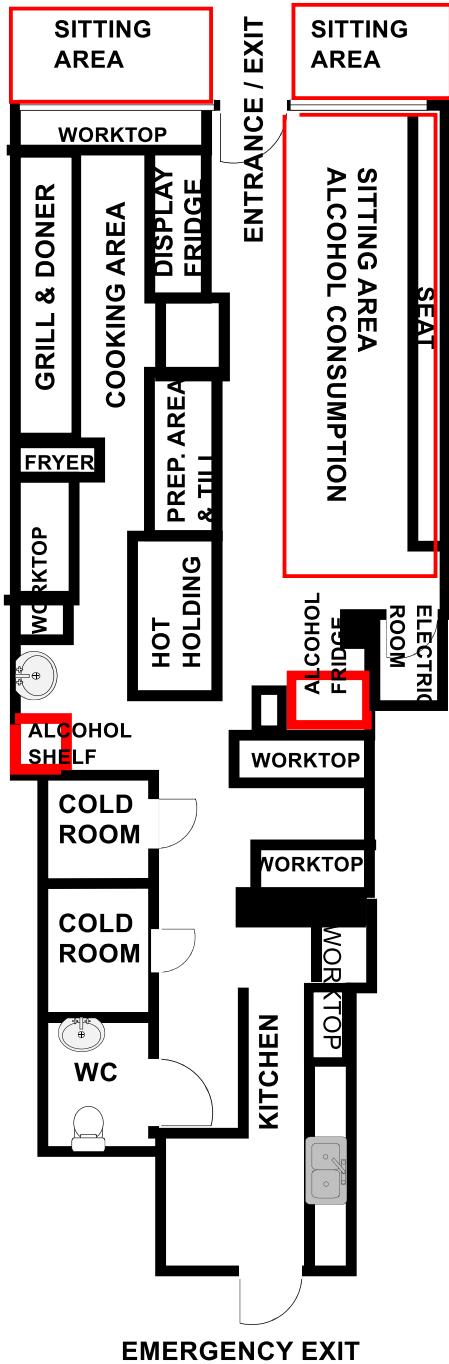 SITTING
AREA
SITTING
AREA
ENTRANCE / EXIT
WORKTOP
DISPLAY
FRIDGE
GRILL & DONER
COOKING AREA
SITTING AREA
ALCOHOL CONSUMPTION
SEAT
FRYER
PREP. AREA
& TILL
WORKTOP
HOT
HOLDING
ALCOHOL
FRIDGE
ELECTRIC
ROOM
ALCOHOL
SHELF
WORKTOP
COLD
ROOM
WORKTOP
COLD
ROOM
WORKTOP
KITCHEN
WC
EMERGENCY EXIT